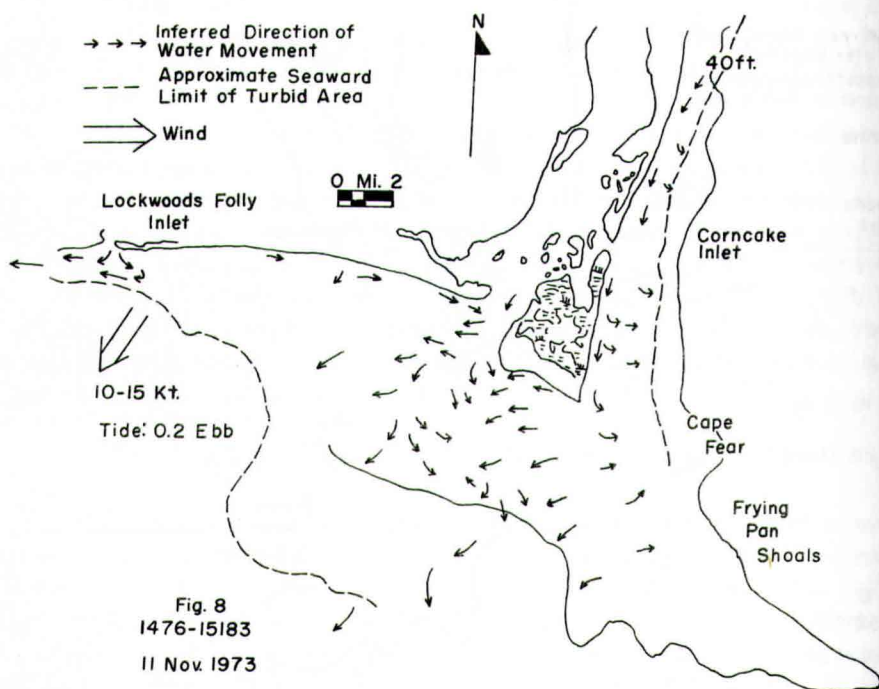 Inferred Direction of
Water Movement
Approximate Seaward
Limit of Turbid Area
Wind
N
40ft.
0 Mi. 2
Lockwoods Folly
Inlet
Corncake
Inlet
10-15 Kt.
Tide: 0.2 Ebb
Cape
Fear
Frying
Pan
Shoals
Fig. 8
1476-15183
11 Nov. 1973